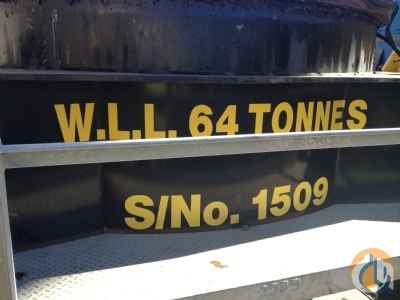 W.L.L. 64 TONNES
S/No. 1509